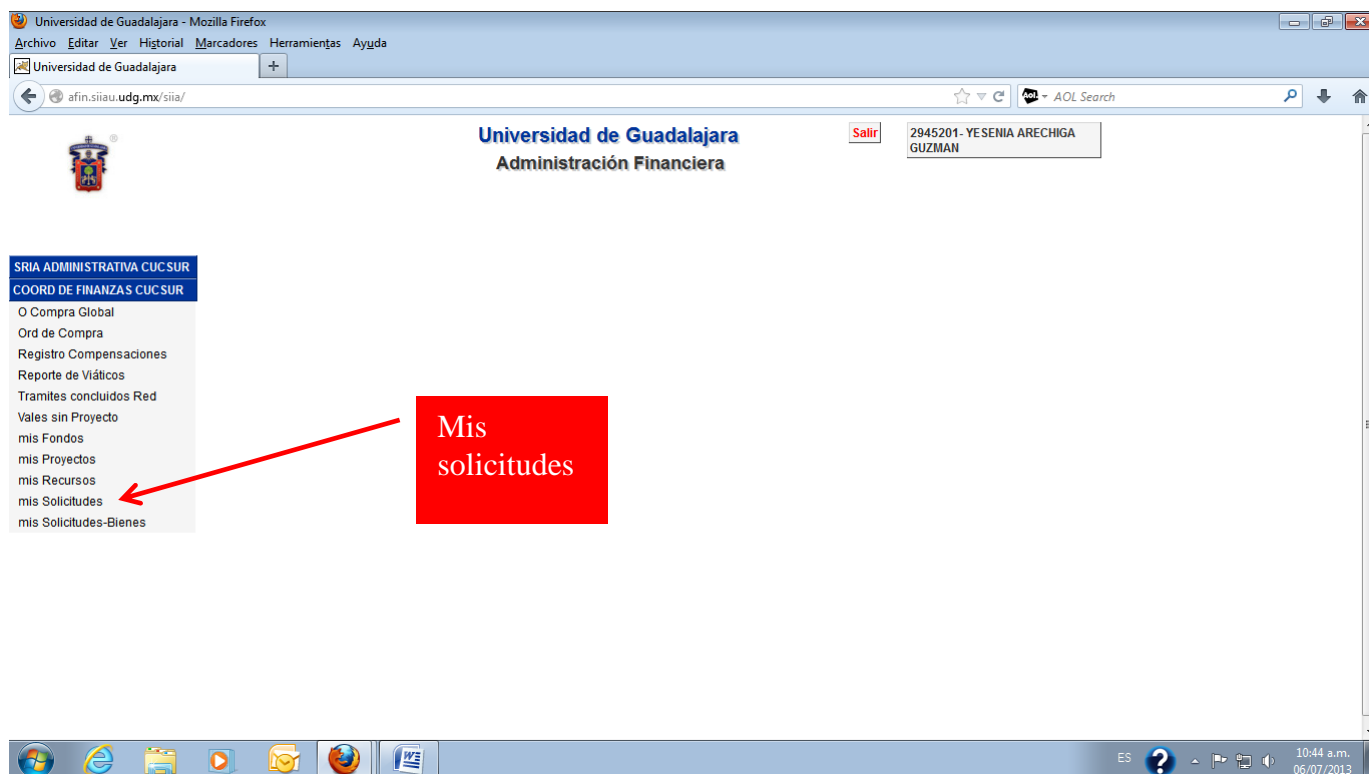 Universidad de Guadalajara - Mozilla Firefox
Archivo Editar Ver Historial Marcadores Herramientas Ayuda
Universidad de Guadalajara +
afin.siiau.udg.mx/siia/
Aol. AOL Search
Universidad de Guadalajara
Administración Financiera
Salir
2945201- YESENIA ARECHIGA
GUZMAN
®
SRIA ADMINISTRATIVA CUCSUR
COORD DE FINANZAS CUCSUR
O Compra Global
Ord de Compra
Registro Compensaciones
Reporte de Viáticos
Tramites concluidos Red
Vales sin Proyecto
mis Fondos
mis Proyectos
mis Recursos
mis Solicitudes
mis Solicitudes-Bienes
Mis
solicitudes
ES
10:44 a.m.
06/07/2013